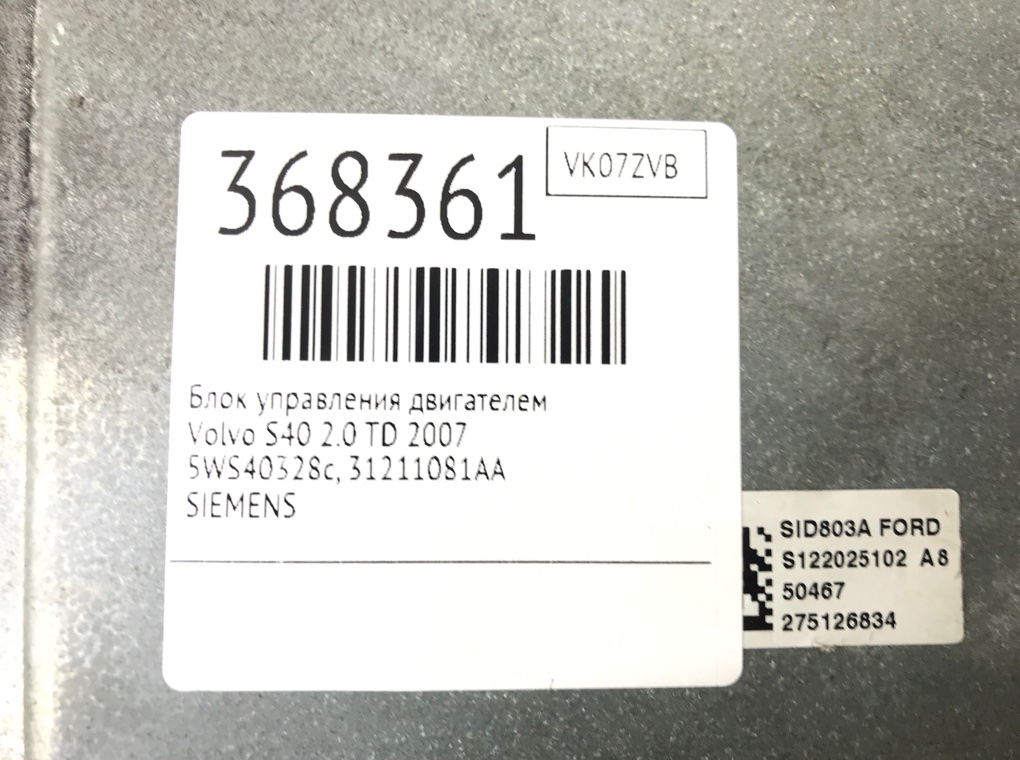 368361
VK07ZVB
Блок управления двигателем
Volvo S40 2.0 TD 2007
5WS40328c, 31211081AA
SIEMENS
SID803A FORD
S122025102 A8
50467
275126834